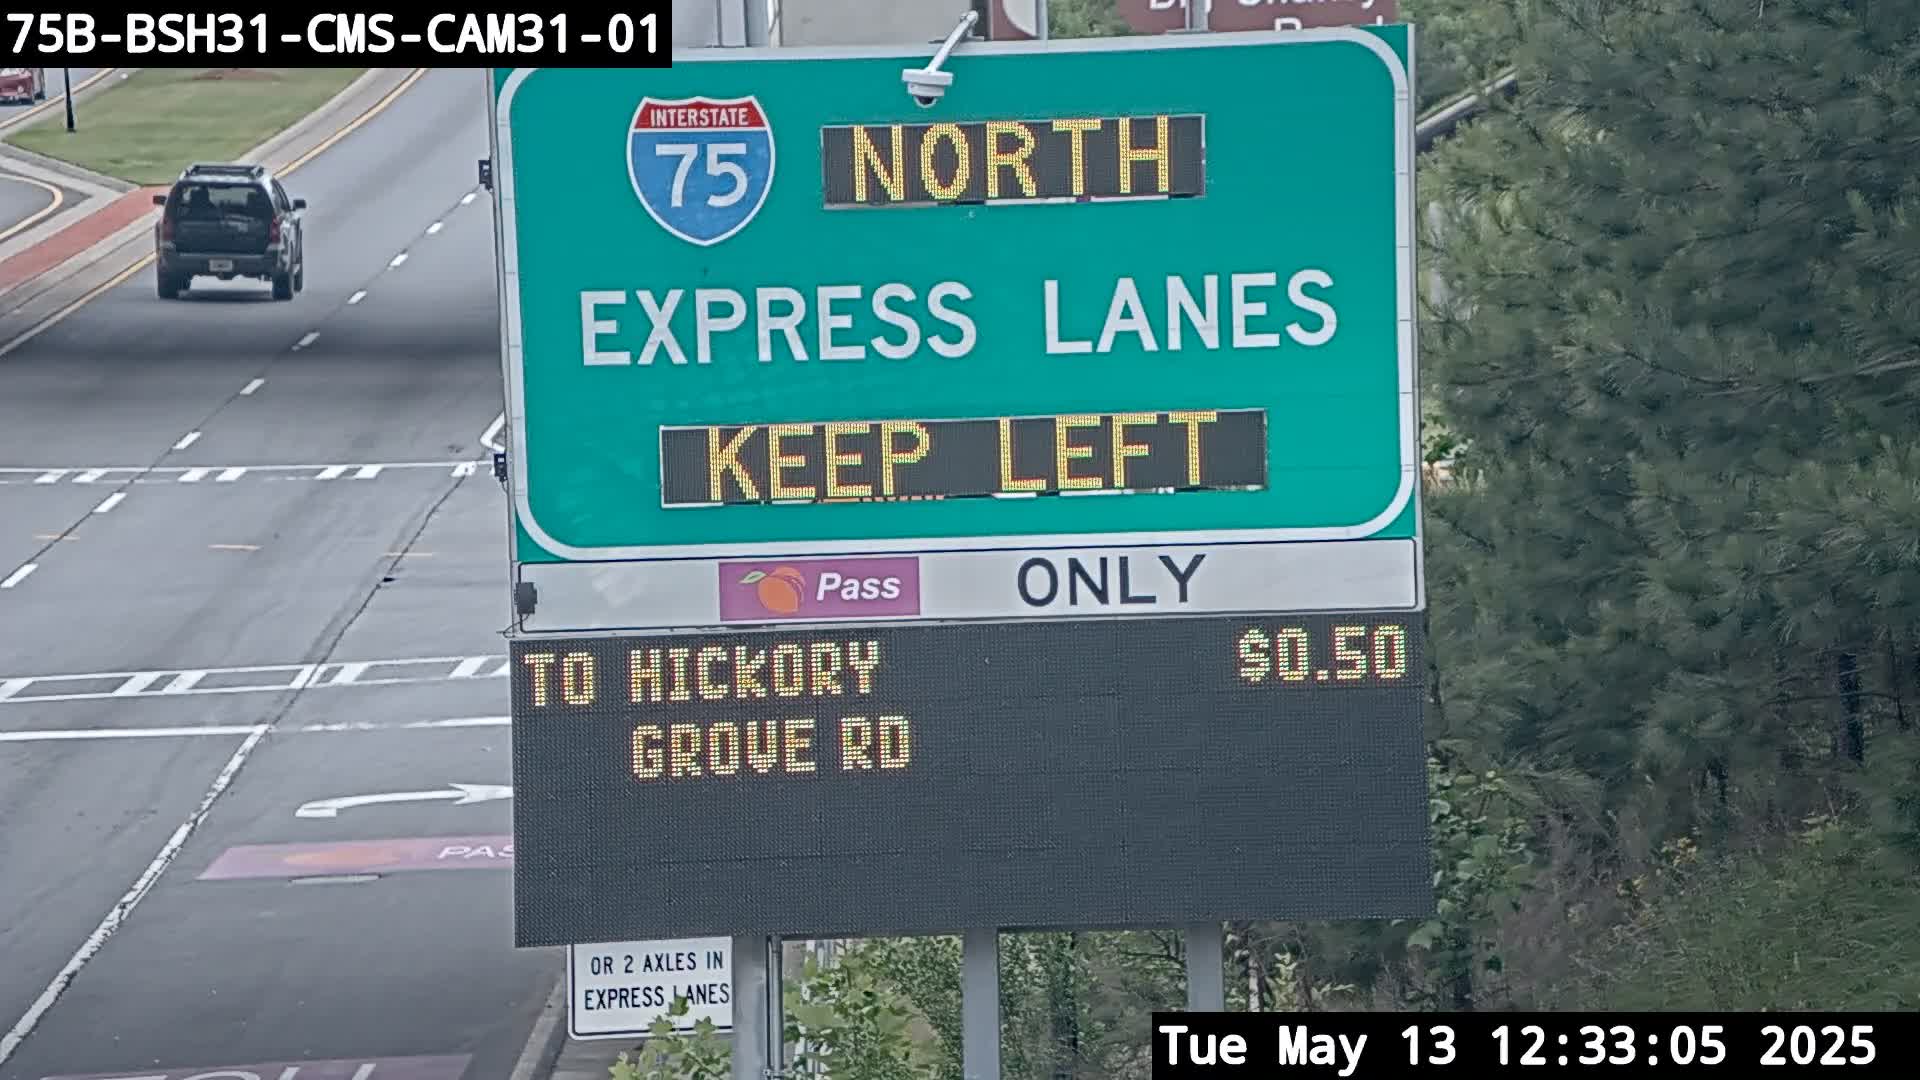 75B-BSH31-CMS-CAM31-01
INTERSTATE
75
NORTH
EXPRESS LANES
KEEP LEFT
Pass
ONLY
TO HICKORY $0.50
GROVE RD
OR 2 AXLES IN
EXPRESS LANES
Tue May 13 12:33:05 2025